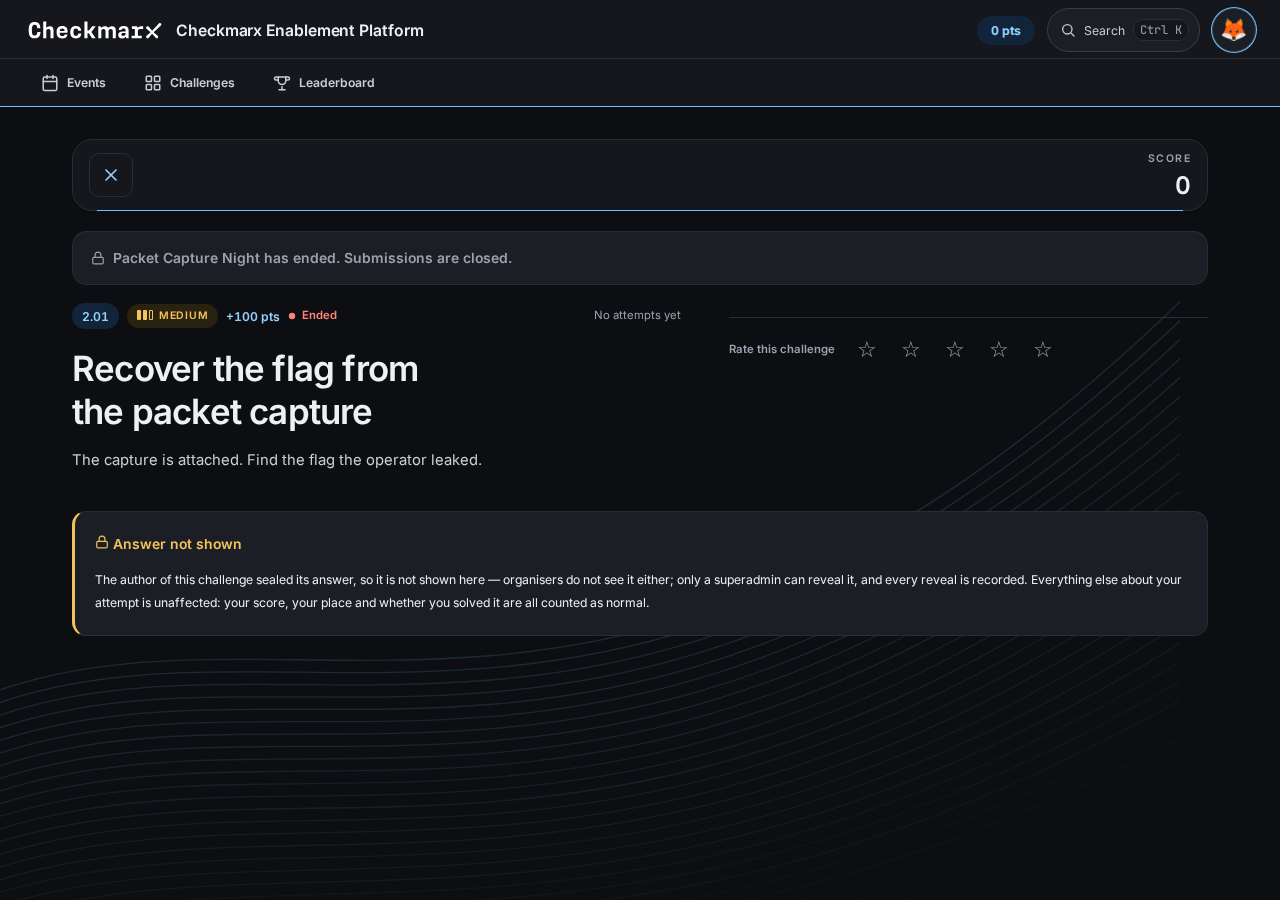 Checkmarx Checkmarx Enablement Platform
0 pts
Search Ctrl K
Events Challenges Leaderboard
SCORE
0
Packet Capture Night has ended. Submissions are closed.
2.01 MEDIUM +100 pts Ended
No attempts yet
Rate this challenge
Recover the flag from
the packet capture
The capture is attached. Find the flag the operator leaked.
Answer not shown
The author of this challenge sealed its answer, so it is not shown here — organisers do not see it either; only a superadmin can reveal it, and every reveal is recorded. Everything else about your
attempt is unaffected: your score, your place and whether you solved it are all counted as normal.